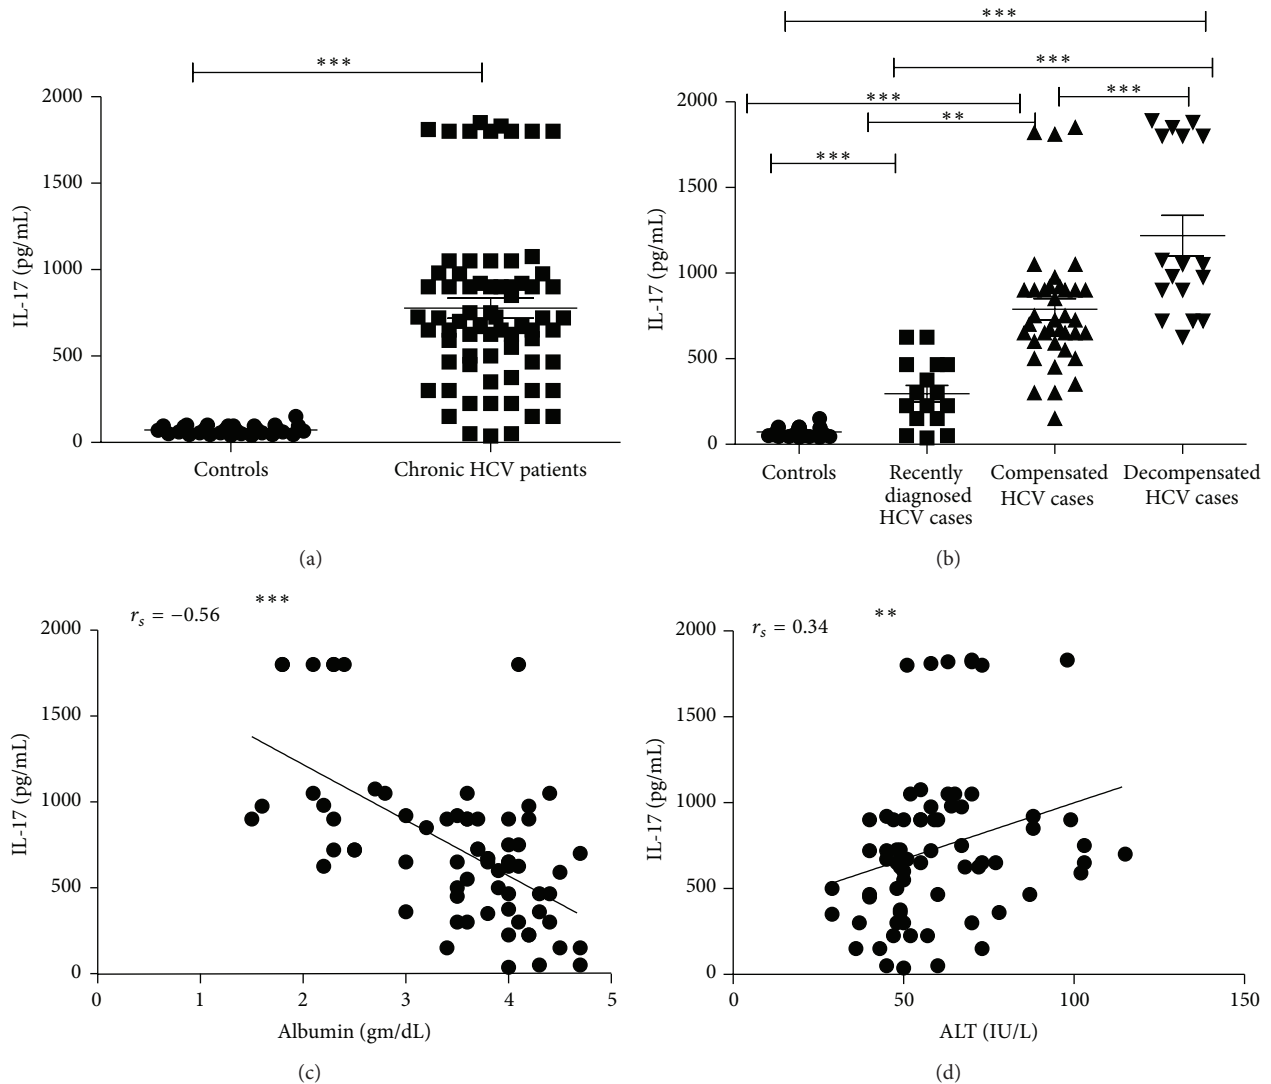 ***
2000
1500
1000
500
0
IL-17 (pg/mL)
Controls
Chronic HCV patients
(a)
***
***
***
***
**
***
2000
1500
1000
500
0
IL-17 (pg/mL)
Controls
Recently
diagnosed
HCV cases
Compensated
HCV cases
Decompensated
HCV cases
(b)
***
rs = −0.56
2000
1500
1000
500
0
IL-17 (pg/mL)
0 1 2 3 4 5
Albumin (gm/dL)
(c)
**
rs = 0.34
2000
1500
1000
500
0
IL-17 (pg/mL)
0 50 100 150
ALT (IU/L)
(d)